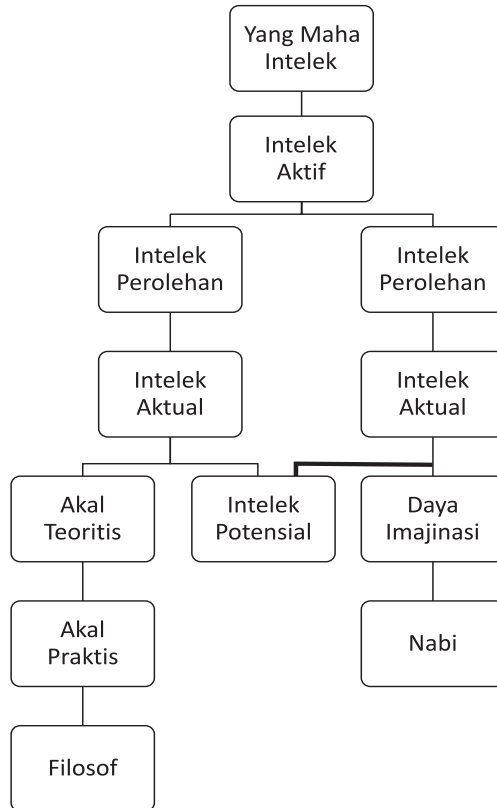 Yang Maha
Intelek
Intelek
Aktif
Intelek
Perolehan
Intelek
Perolehan
Intelek
Aktual
Intelek
Aktual
Akal
Teoritis
Intelek
Potensial
Daya
Imajinasi
Akal
Praktis
Nabi
Filosof